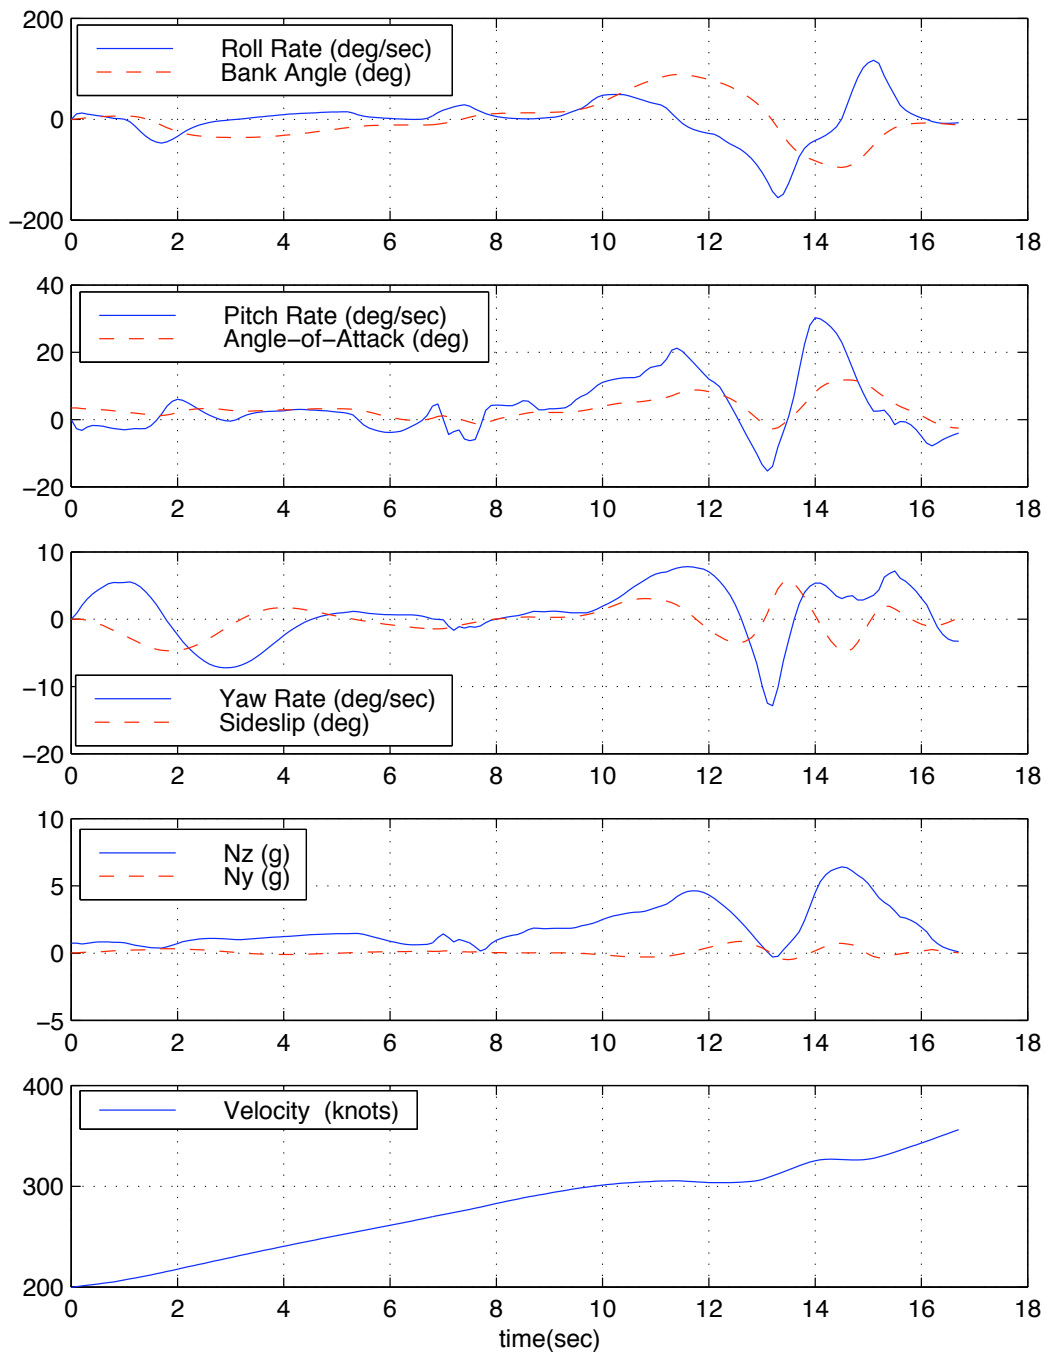 200
Roll Rate (deg/sec)
Bank Angle (deg)
0
−200
0 2 4 6 8 10 12 14 16 18
40
Pitch Rate (deg/sec)
Angle−of−Attack (deg)
20
0
−20
0 2 4 6 8 10 12 14 16 18
10
0
−10
Yaw Rate (deg/sec)
Sideslip (deg)
−20
0 2 4 6 8 10 12 14 16 18
10
Nz (g)
Ny (g)
5
0
−5
0 2 4 6 8 10 12 14 16 18
400
Velocity (knots)
300
200
0 2 4 6 8 10 12 14 16 18
time(sec)